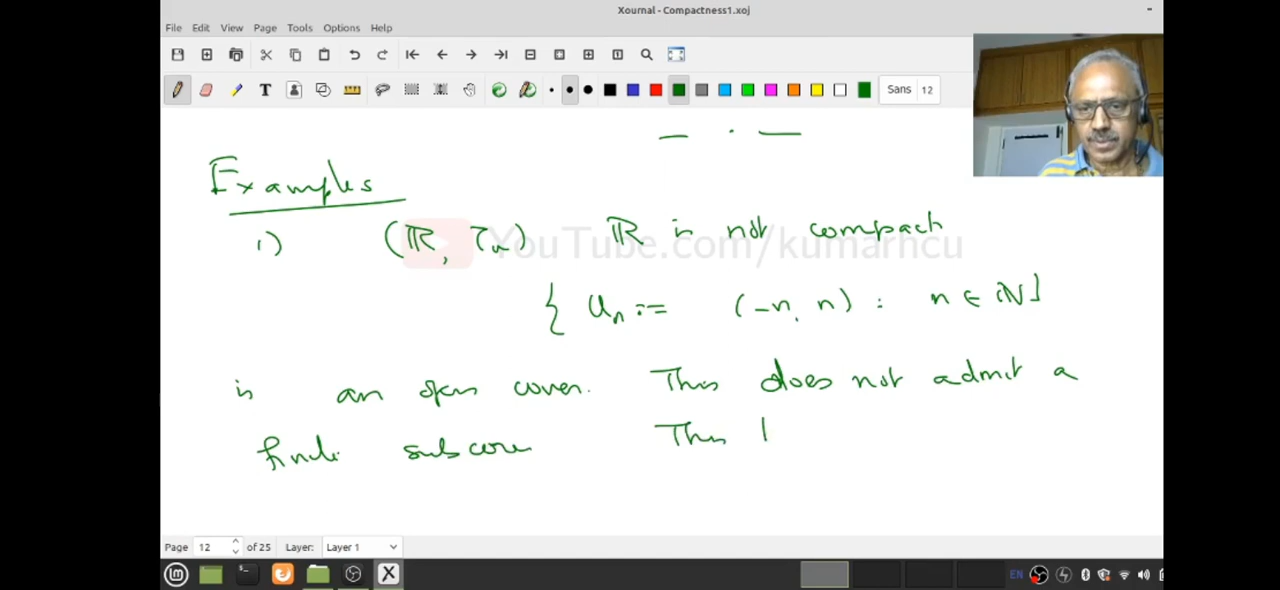 Xournal - Compactness1.xoj
File Edit View Page Tools Options Help
Sans 12
Examples
1) (ℝ, τᵤ) ℝ is not compact
YouTube.com/kumarncu
{ Uₙ := (-n, n) : n ∈ ℕ }
is an open cover. This does not admit a
finite subcover This
Page 12 of 25 Layer: Layer 1
EN